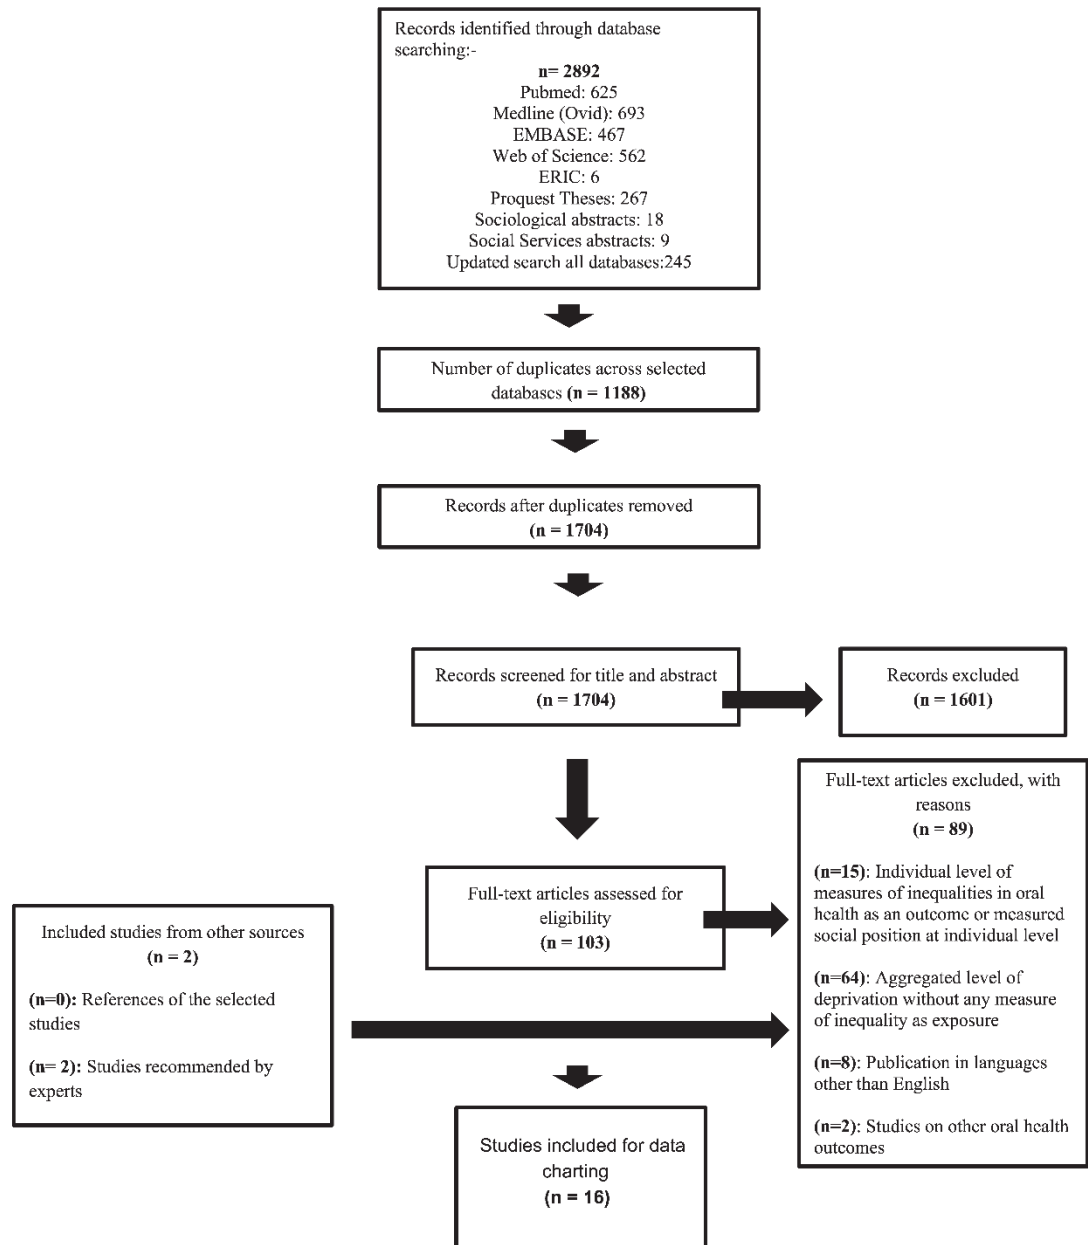 Records identified through database
searching:-
n= 2892
Pubmed: 625
Medline (Ovid): 693
EMBASE: 467
Web of Science: 562
ERIC: 6
Proquest Theses: 267
Sociological abstracts: 18
Social Services abstracts: 9
Updated search all databases:245
Number of duplicates across selected
databases (n = 1188)
Records after duplicates removed
(n = 1704)
Records screened for title and abstract
(n = 1704)
Records excluded
(n = 1601)
Full-text articles assessed for
eligibility
(n = 103)
Full-text articles excluded, with
reasons
(n = 89)
(n=15): Individual level of
measures of inequalities in oral
health as an outcome or measured
social position at individual level
(n=64): Aggregated level of
deprivation without any measure
of inequality as exposure
(n=8): Publication in languages
other than English
(n=2): Studies on other oral health
outcomes
Included studies from other sources
(n = 2)
(n=0): References of the selected
studies
(n= 2): Studies recommended by
experts
Studies included for data
charting
(n = 16)